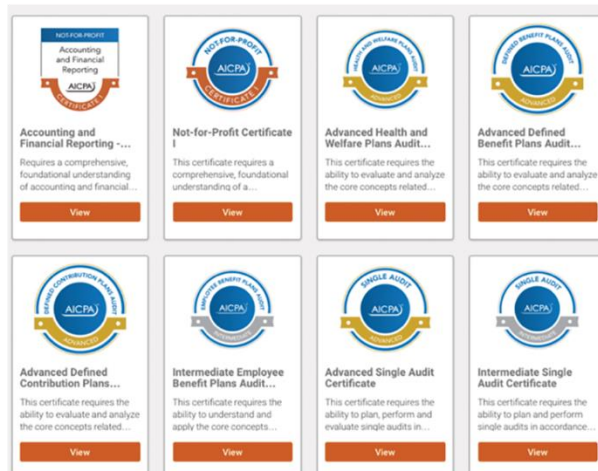 NOT-FOR-PROFIT
Accounting
and Financial
Reporting
AICPA
CERTIFICATE I
Accounting and
Financial Reporting -...
Requires a comprehensive,
foundational understanding
of accounting and financial...
View
NOT-FOR-PROFIT
AICPA
CERTIFICATE I
Not-for-Profit Certificate
I
This certificate requires a
comprehensive, foundational
understanding of a...
View
HEALTH AND WELFARE PLANS AUDIT
AICPA
ADVANCED
Advanced Health and
Welfare Plans Audit...
This certificate requires the
ability to evaluate and analyze
the core concepts related...
View
DEFINED BENEFIT PLANS AUDIT
AICPA
ADVANCED
Advanced Defined
Benefit Plans Audit...
This certificate requires the
ability to evaluate and analyze
the core concepts related...
View
DEFINED CONTRIBUTION PLANS AUDIT
AICPA
ADVANCED
Advanced Defined
Contribution Plans...
This certificate requires the
ability to evaluate and analyze
the core concepts related...
View
EMPLOYEE BENEFIT PLANS AUDIT
AICPA
INTERMEDIATE
Intermediate Employee
Benefit Plans Audit...
This certificate requires the
ability to understand and
apply the core concepts...
View
SINGLE AUDIT
AICPA
ADVANCED
Advanced Single Audit
Certificate
This certificate requires the
ability to plan, perform and
evaluate single audits in...
View
SINGLE AUDIT
AICPA
INTERMEDIATE
Intermediate Single
Audit Certificate
This certificate requires the
ability to plan and perform
single audits in accordance...
View